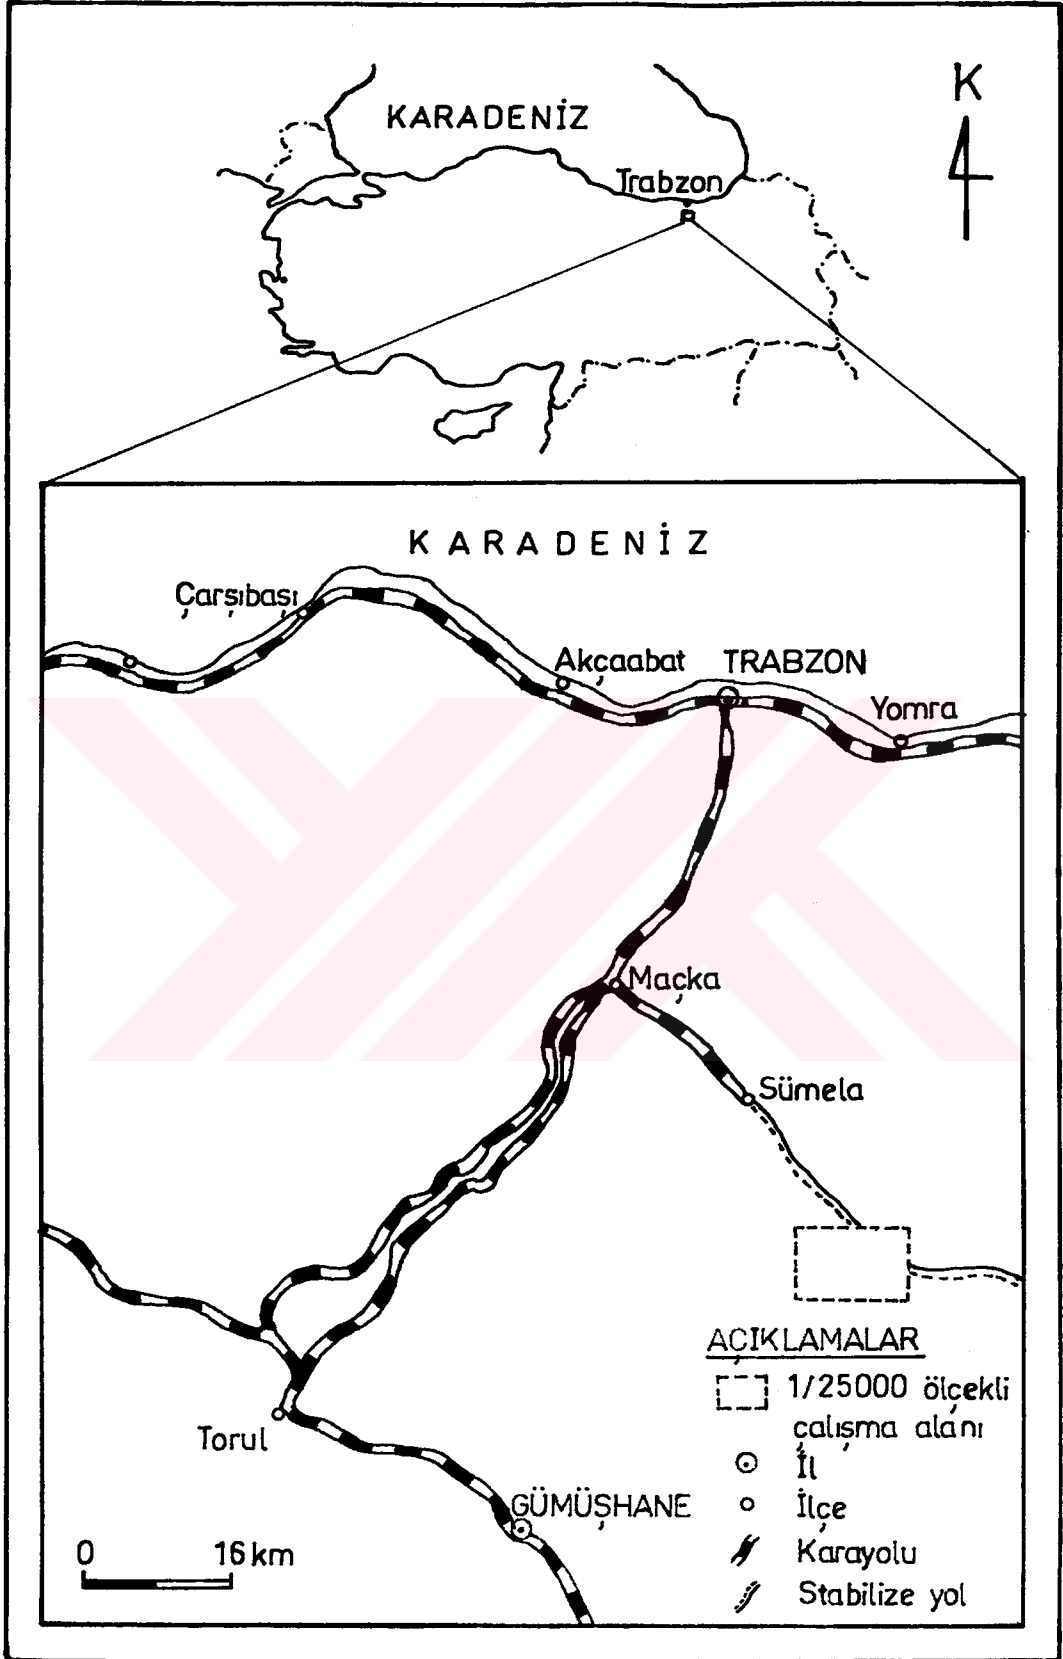 K
KARADENİZ
Trabzon
KARADENİZ
Çarşıbaşı
Akçaabat
TRABZON
Yomra
Maçka
Sümela
AÇIKLAMALAR
1/25000 ölçekli
çalışma alanı
Torul
İl
GÜMÜŞHANE
İlçe
0 16 km
Karayolu
Stabilize yol